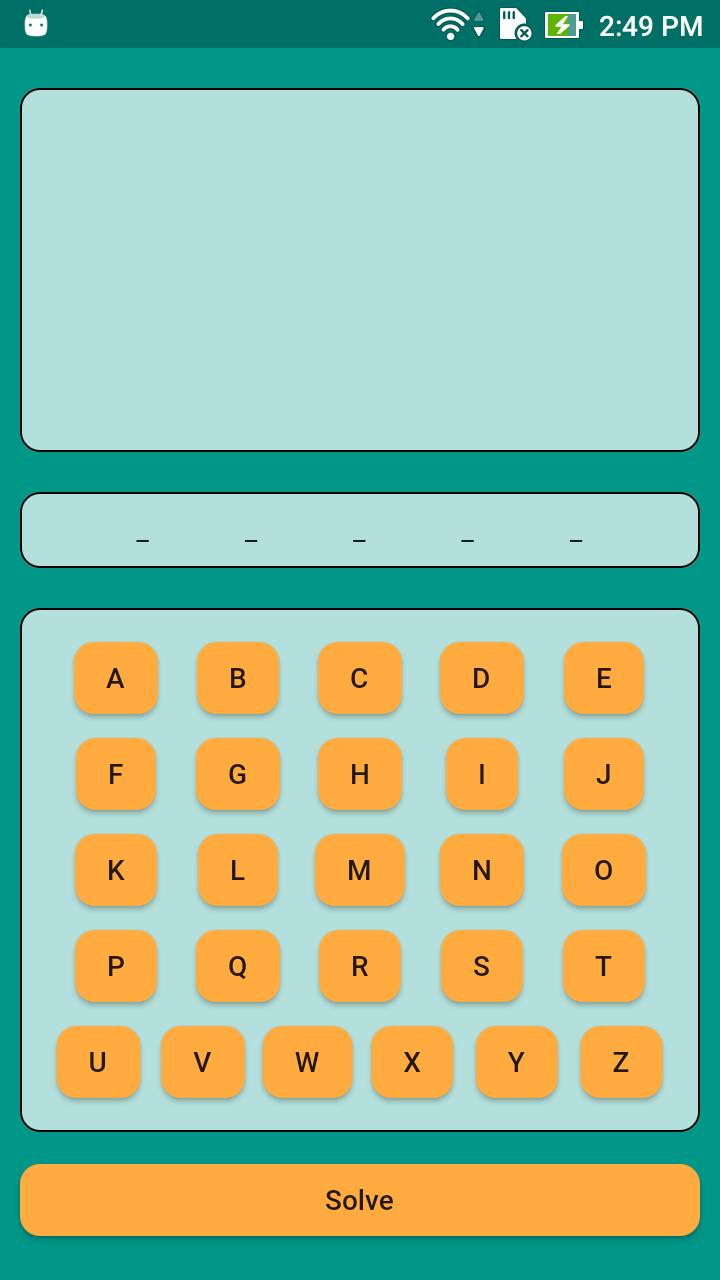 2:49 PM
_ _ _ _ _
A B C D E
F G H I J
K L M N O
P Q R S T
U V W X Y Z
Solve